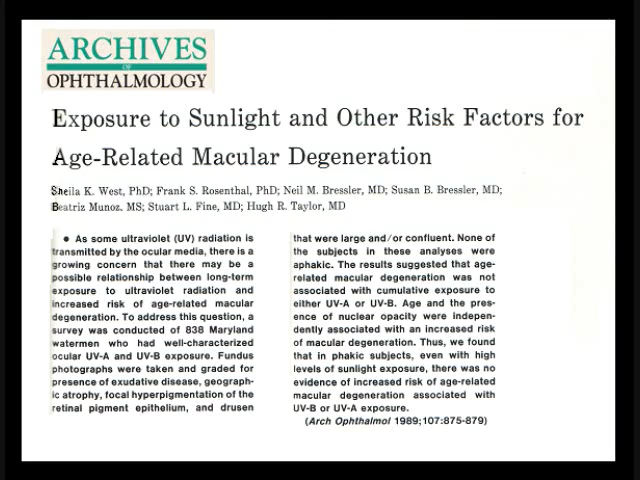 ARCHIVES
OF
OPHTHALMOLOGY
Exposure to Sunlight and Other Risk Factors for
Age-Related Macular Degeneration
Sheila K. West, PhD; Frank S. Rosenthal, PhD; Neil M. Bressler, MD; Susan B. Bressler, MD;
Beatriz Munoz, MS; Stuart L. Fine, MD; Hugh R. Taylor, MD
• As some ultraviolet (UV) radiation is
transmitted by the ocular media, there is a
growing concern that there may be a
possible relationship between long-term
exposure to ultraviolet radiation and
increased risk of age-related macular
degeneration. To address this question, a
survey was conducted of 838 Maryland
watermen who had well-characterized
ocular UV-A and UV-B exposure. Fundus
photographs were taken and graded for
presence of exudative disease, geograph-
ic atrophy, focal hyperpigmentation of the
retinal pigment epithelium, and drusen
that were large and/or confluent. None of
the subjects in these analyses were
aphakic. The results suggested that age-
related macular degeneration was not
associated with cumulative exposure to
either UV-A or UV-B. Age and the pres-
ence of nuclear opacity were indepen-
dently associated with an increased risk
of macular degeneration. Thus, we found
that in phakic subjects, even with high
levels of sunlight exposure, there was no
evidence of increased risk of age-related
macular degeneration associated with
UV-B or UV-A exposure.
(Arch Ophthalmol 1989;107:875-879)